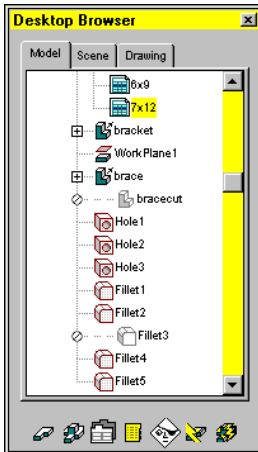 Desktop Browser
Model Scene Drawing
6x9
7x12
bracket
WorkPlane1
brace
bracecut
Hole1
Hole2
Hole3
Fillet1
Fillet2
Fillet3
Fillet4
Fillet5